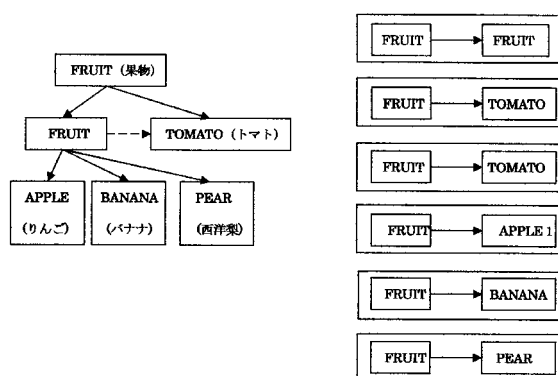 FRUIT (果物)
FRUIT
TOMATO (トマト)
APPLE
(りんご)
BANANA
(バナナ)
PEAR
(西洋梨)
FRUIT FRUIT
FRUIT TOMATO
FRUIT TOMATO
FRUIT APPLE 1
FRUIT BANANA
FRUIT PEAR